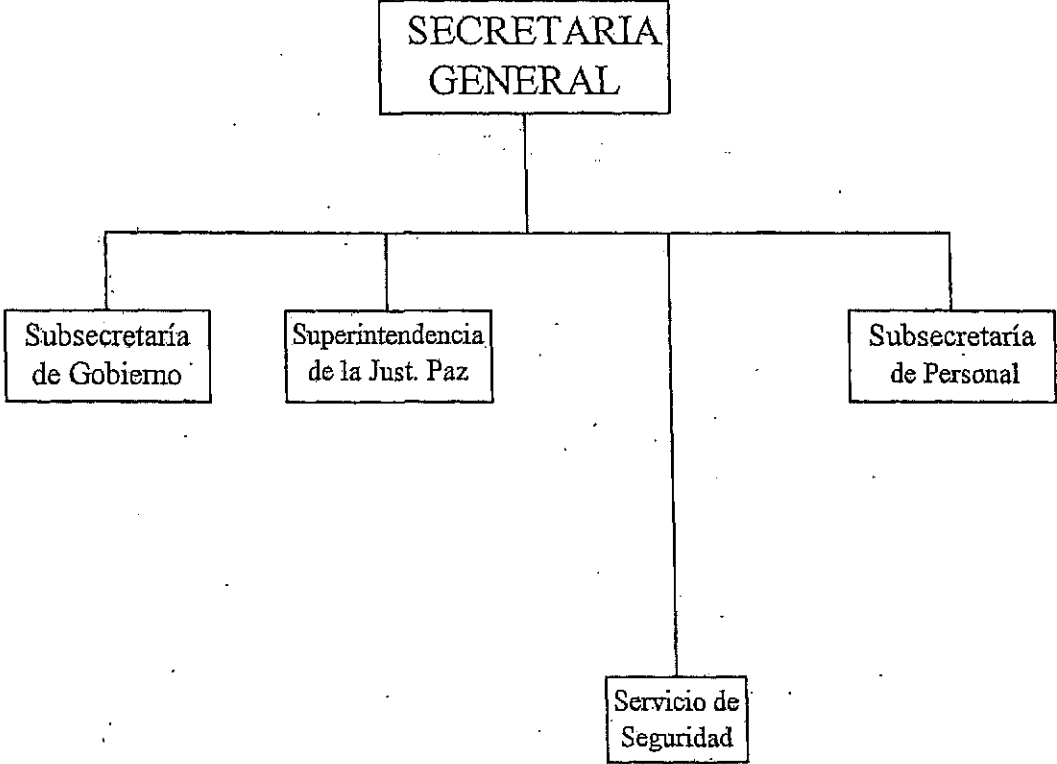 SECRETARIA
GENERAL
Subsecretaría
de Gobierno
Superintendencia
de la Just. Paz
Subsecretaría
de Personal
Servicio de
Seguridad